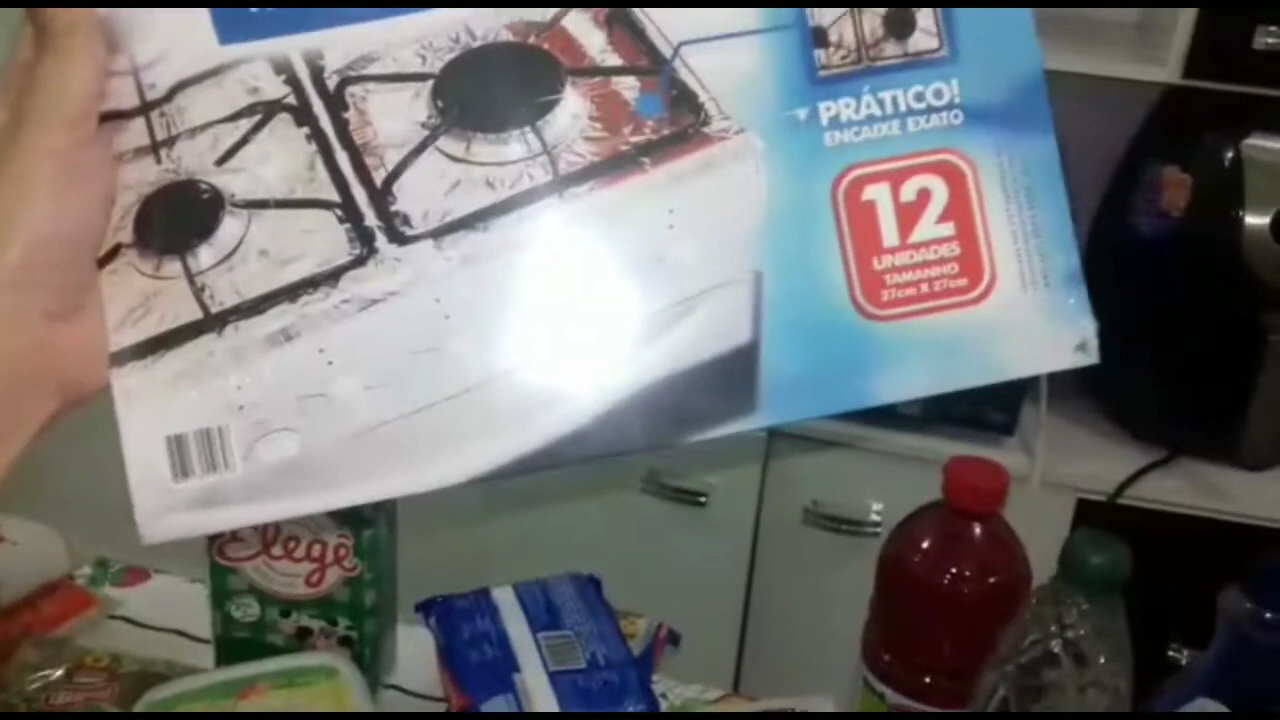 PRÁTICO!
ENCAIXE EXATO
12
UNIDADES
TAMANHO
27cm X 27cm
Elegê